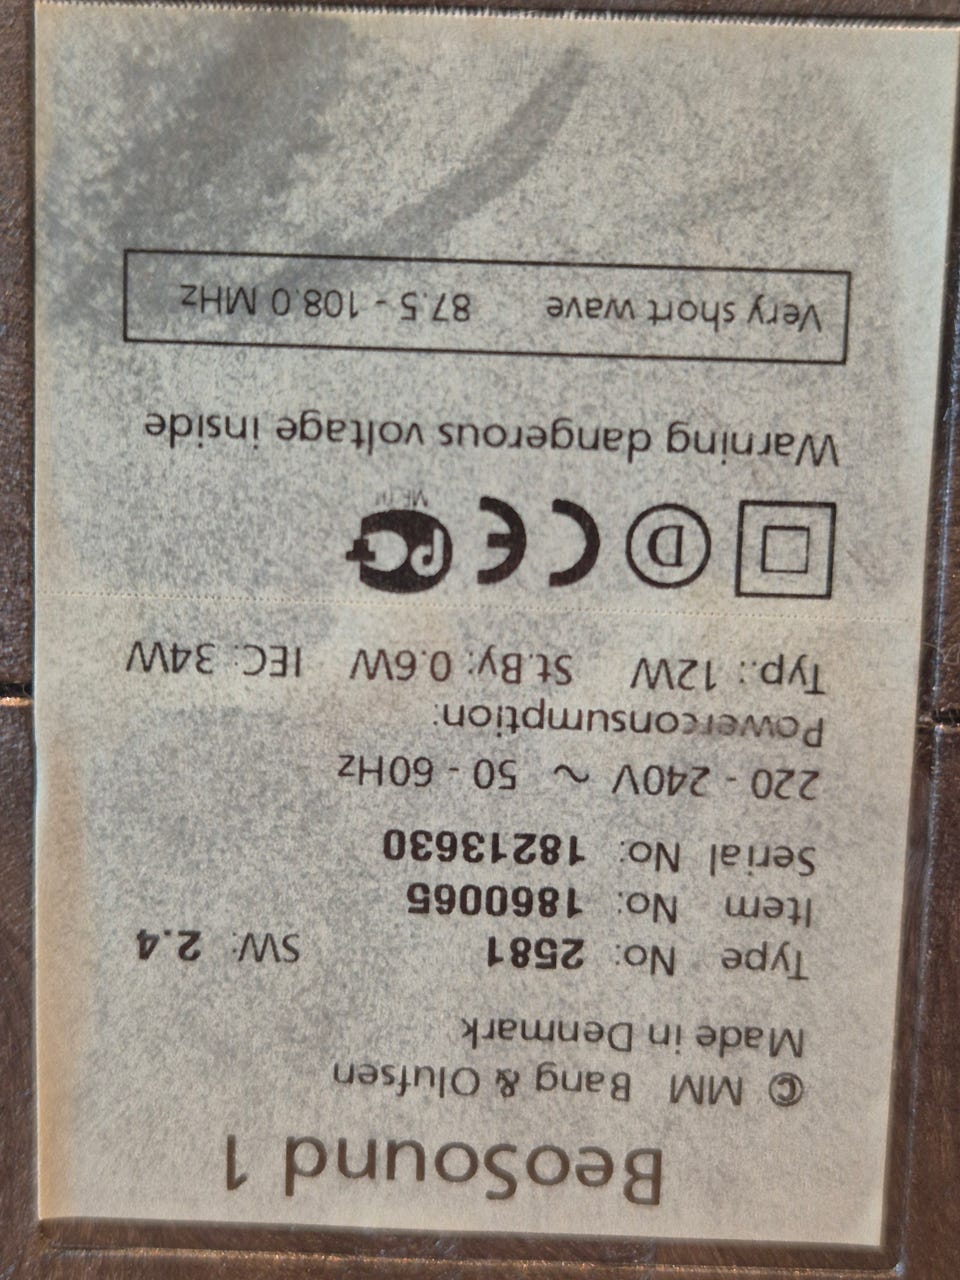 BeoSound 1
© MM Bang & Olufsen
Made in Denmark
Type No: 2581 SW: 2.4
Item No: 1860065
Serial No: 18213630
220 - 240V ~ 50 - 60Hz
Powerconsumption:
Typ.: 12W St.By: 0.6W IEC: 34W
D CE PG
Warning dangerous voltage inside
Very short wave 87.5 - 108.0 MHz